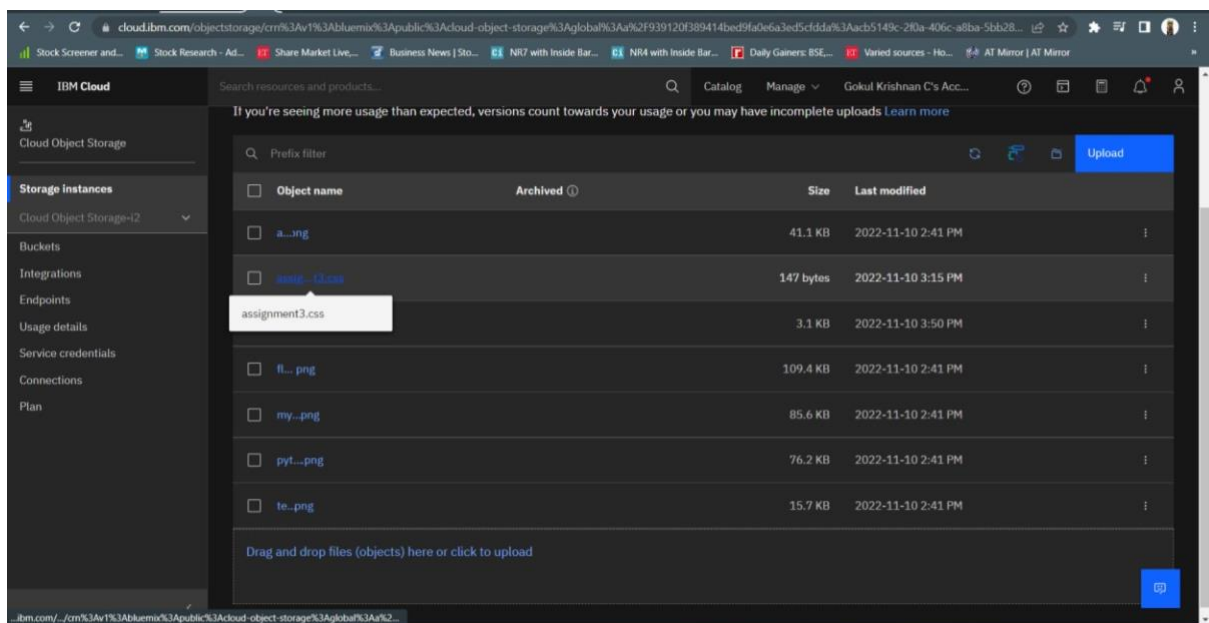 cloud.ibm.com/objectstorage/crn%3Av1%3Abluemix%3Apublic%3Acloud-object-storage%3Aglobal%3Aa%2F939120f389414bed9fa0e6a3ed5cfdda%3Aacb5149c-2f0a-406c-a8ba-5bb28...
Stock Screener and... Stock Research - Ad... Share Market Live,... Business News | Sto... NR7 with Inside Bar... NR4 with Inside Bar... Daily Gainers: BSE,... Varied sources - Ho... AT Mirror | AT Mirror »
IBM Cloud Search resources and products... Catalog Manage Gokul Krishnan C's Acc...
If you're seeing more usage than expected, versions count towards your usage or you may have incomplete uploads Learn more
Cloud Object Storage
Prefix filter Upload
Storage instances
Object name Archived Size Last modified
Cloud Object Storage-i2
a...png 41.1 KB 2022-11-10 2:41 PM
Buckets
Integrations
assig...t3.css 147 bytes 2022-11-10 3:15 PM
Endpoints
assignment3.css
Usage details
3.1 KB 2022-11-10 3:50 PM
Service credentials
Connections
fl... png 109.4 KB 2022-11-10 2:41 PM
Plan
my...png 85.6 KB 2022-11-10 2:41 PM
pyt...png 76.2 KB 2022-11-10 2:41 PM
te...png 15.7 KB 2022-11-10 2:41 PM
Drag and drop files (objects) here or click to upload
...ibm.com/.../crn%3Av1%3Abluemix%3Apublic%3Acloud-object-storage%3Aglobal%3Aa%2...